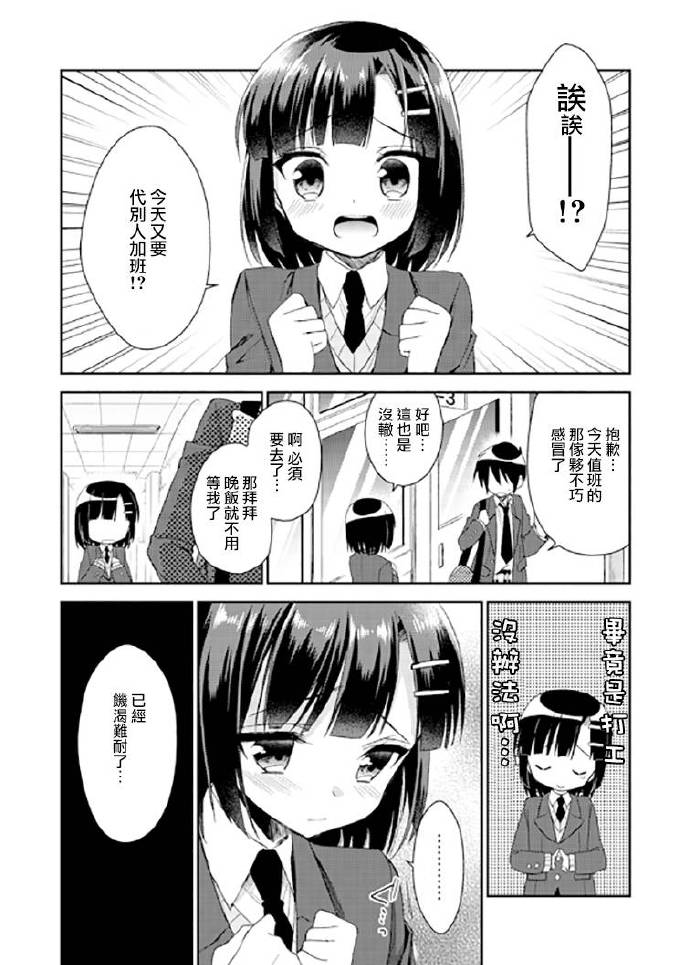 誒
誒
——!?
今天又要
代別人加班!?
抱歉…
今天值班的
那傢夥不巧
感冒了
好吧…
這也是
沒轍…
-3
啊 必須
要去了…
那拜拜
晚飯就不用
等我了
畢竟是打工
沒辦法啊…
………
已經
饑渴難耐了…